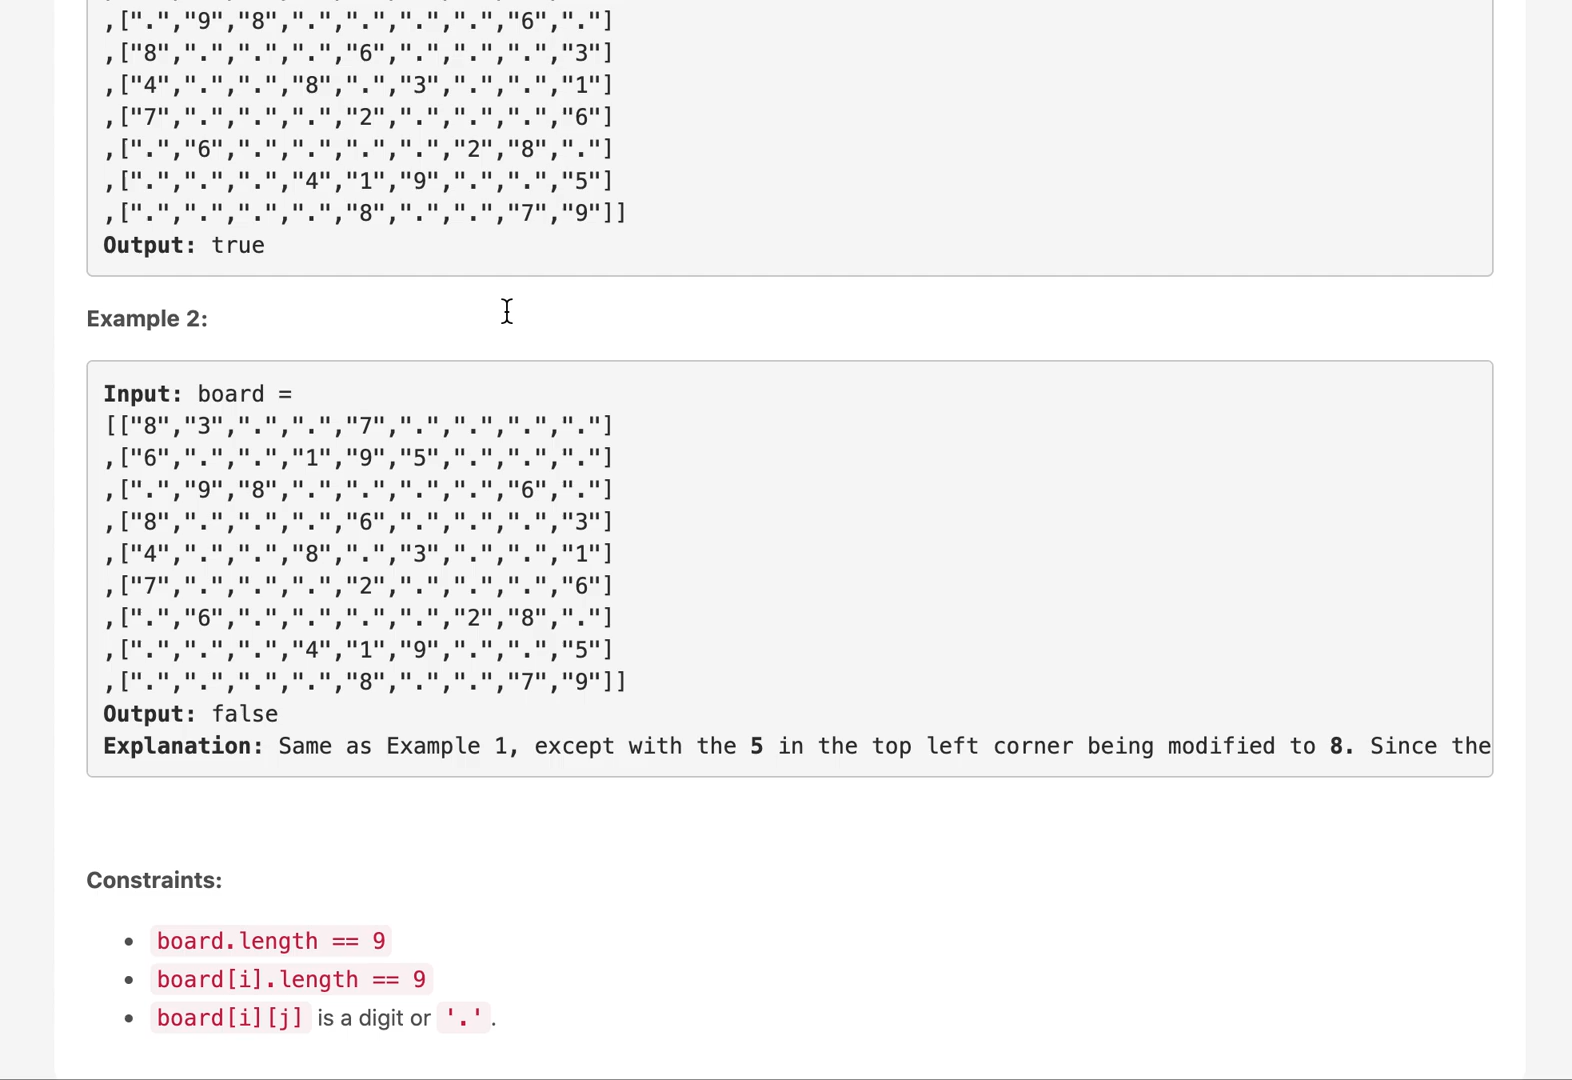 ,[".","9","8",".",".",".",".","6","."]
,["8",".",".",".","6",".",".",".","3"]
,["4",".",".","8",".","3",".",".","1"]
,["7",".",".",".","2",".",".",".","6"]
,[".","6",".",".",".",".","2","8","."]
,[".",".",".","4","1","9",".",".","5"]
,[".",".",".",".","8",".",".","7","9"]]
Output: true
Example 2:
Input: board =
[["8","3",".",".","7",".",".",".","."]
,["6",".",".","1","9","5",".",".","."]
,[".","9","8",".",".",".",".","6","."]
,["8",".",".",".","6",".",".",".","3"]
,["4",".",".","8",".","3",".",".","1"]
,["7",".",".",".","2",".",".",".","6"]
,[".","6",".",".",".",".","2","8","."]
,[".",".",".","4","1","9",".",".","5"]
,[".",".",".",".","8",".",".","7","9"]]
Output: false
Explanation: Same as Example 1, except with the 5 in the top left corner being modified to 8. Since the
Constraints:
• board.length == 9
• board[i].length == 9
• board[i][j] is a digit or '.'.